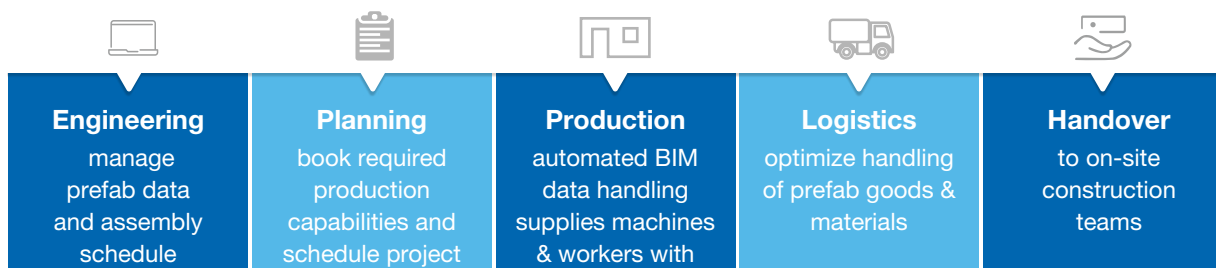 Engineering
manage
prefab data
and assembly
schedule
Planning
book required
production
capabilities and
schedule project
Production
automated BIM
data handling
supplies machines
& workers with
Logistics
optimize handling
of prefab goods &
materials
Handover
to on-site
construction
teams